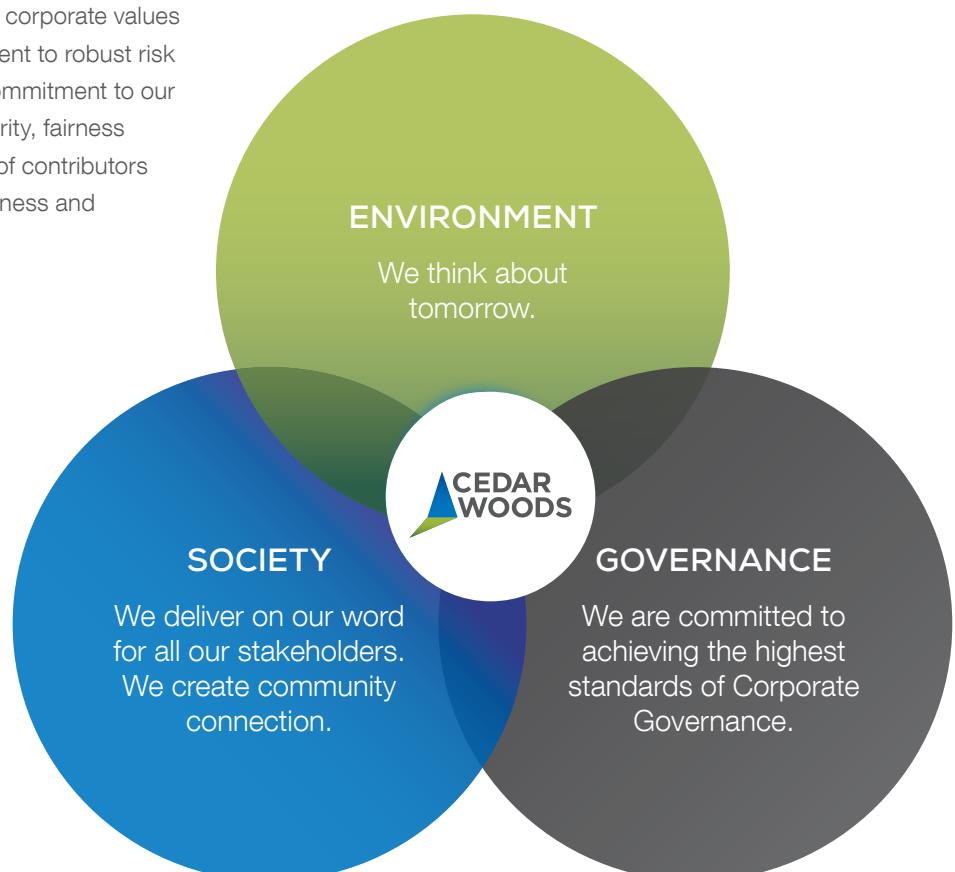 corporate values
ent to robust risk
ommitment to our
rity, fairness
of contributors
ness and
ENVIRONMENT
We think about
tomorrow.
CEDAR
WOODS
SOCIETY
We deliver on our word
for all our stakeholders.
We create community
connection.
GOVERNANCE
We are committed to
achieving the highest
standards of Corporate
Governance.